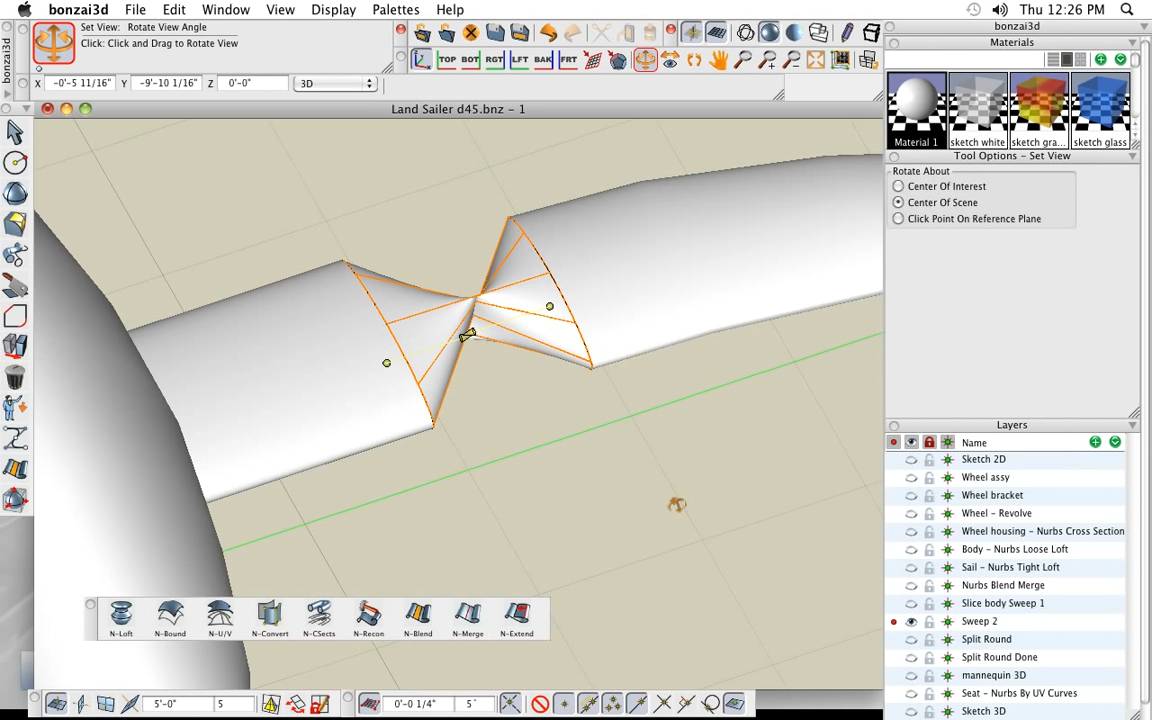 bonzai3d File Edit Window View Display Palettes Help Thu 12:26 PM
bonzai3d
Set View: Rotate View Angle
Click: Click and Drag to Rotate View
TOP BOT RGT LFT BAK FRT
X -0'-5 11/16" Y -9'-10 1/16" Z 0'-0" 3D
Land Sailer d45.bnz - 1
bonzai3d
Materials
Material 1 sketch white sketch gra... sketch glass
Tool Options - Set View
Rotate About
Center Of Interest
Center Of Scene
Click Point On Reference Plane
Layers
Name
Sketch 2D
Wheel assy
Wheel bracket
Wheel - Revolve
Wheel housing - Nurbs Cross Section
Body - Nurbs Loose Loft
Sail - Nurbs Tight Loft
Nurbs Blend Merge
Slice body Sweep 1
Sweep 2
Split Round
Split Round Done
mannequin 3D
Seat - Nurbs By UV Curves
Sketch 3D
N-Loft N-Bound N-U/V N-Convert N-CSects N-Recon N-Blend N-Merge N-Extend
5'-0" 5 0'-0 1/4" 5°